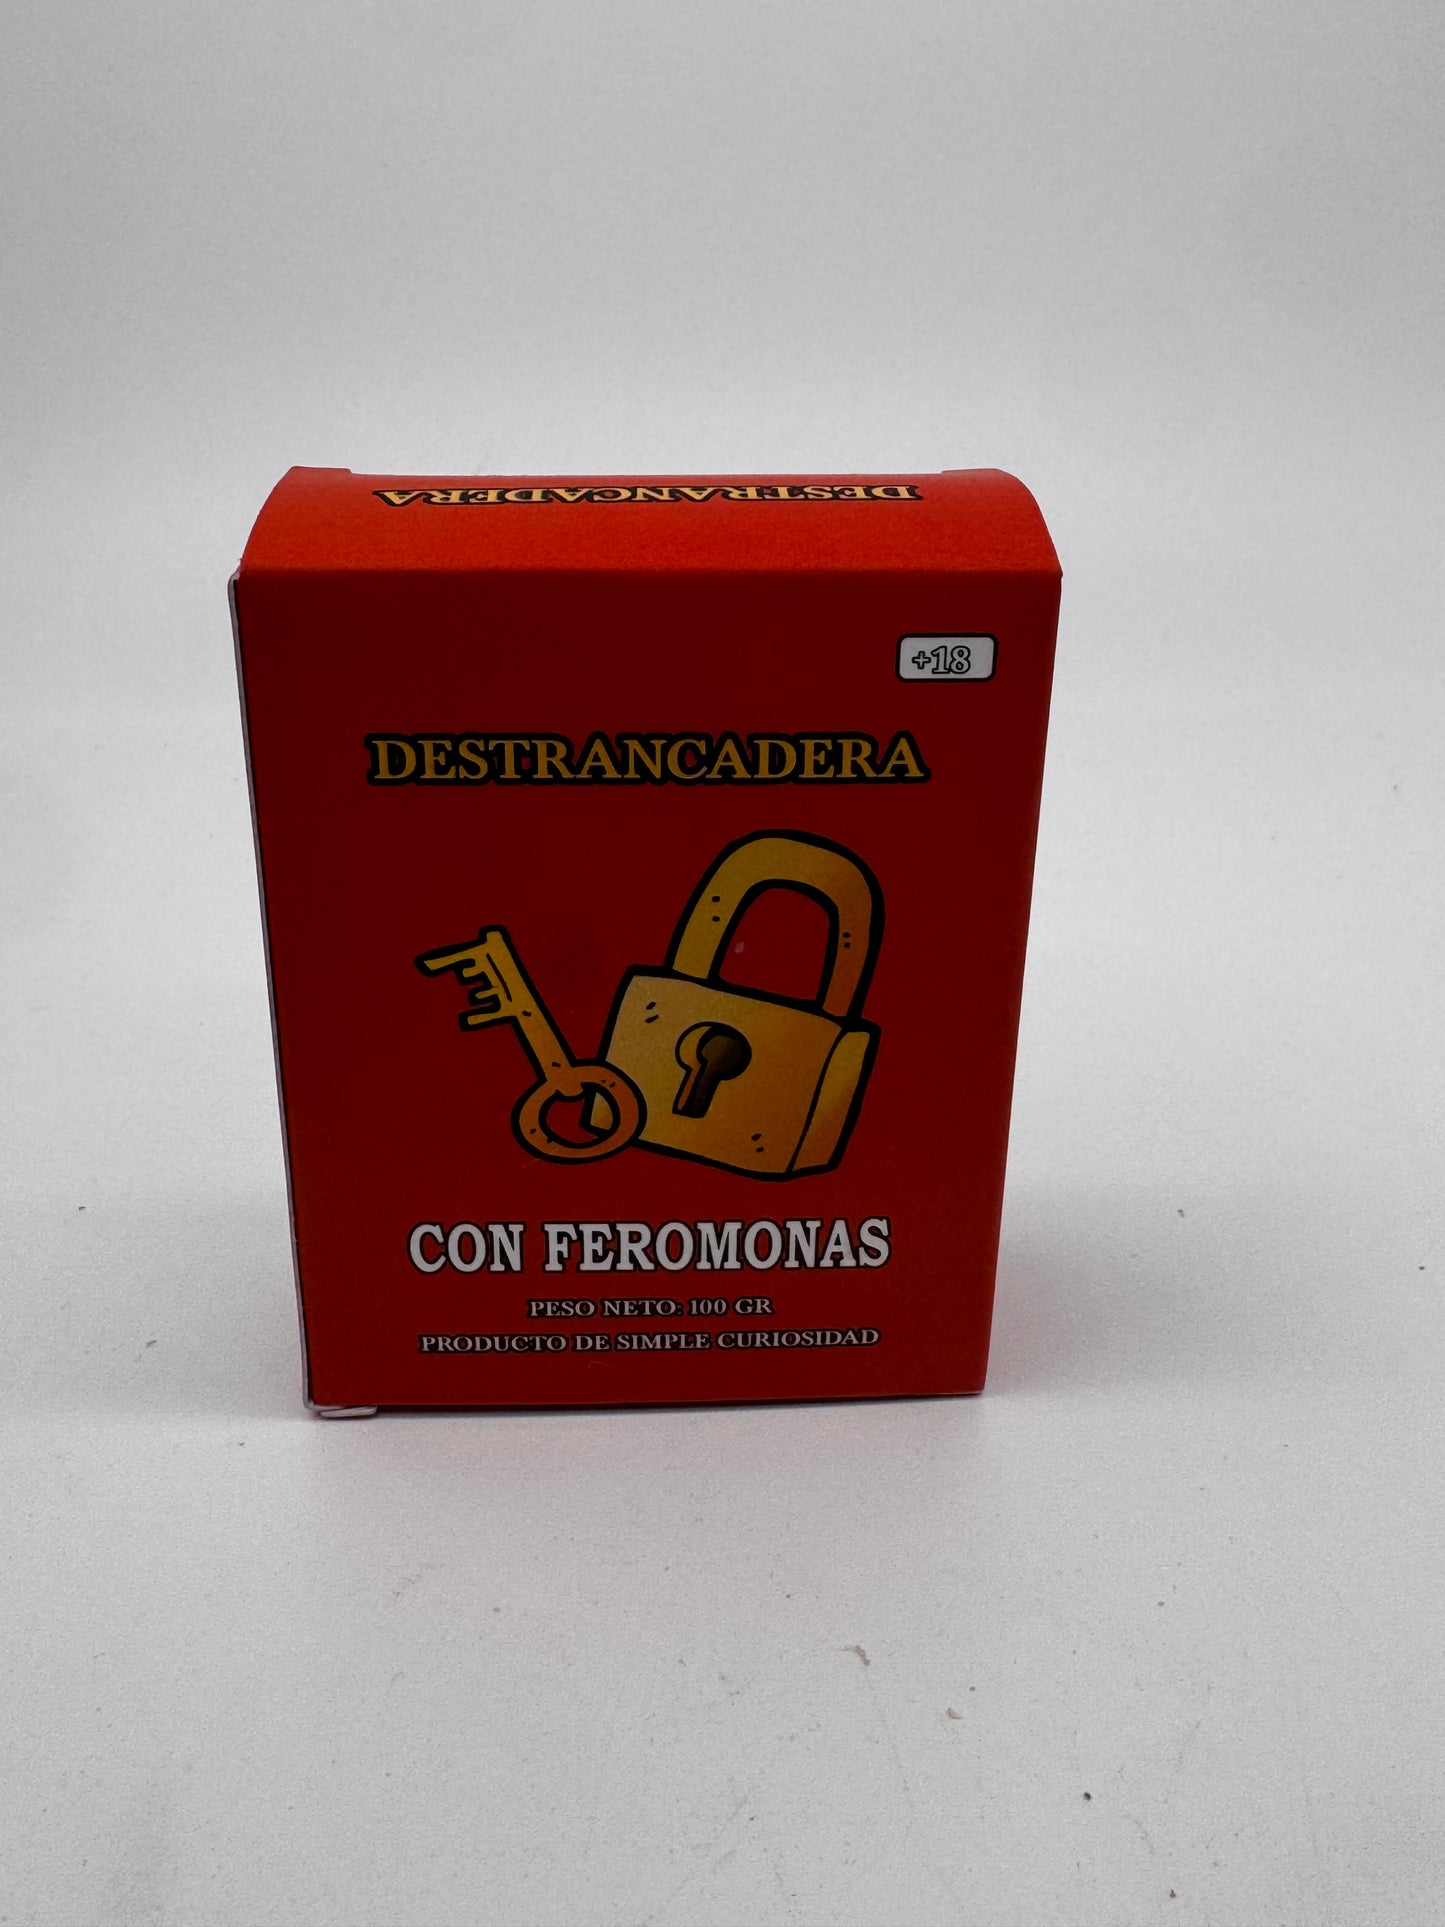 DESTRANCADERA
+18
DESTRANCADERA
CON FEROMONAS
PESO NETO: 100 GR
PRODUCTO DE SIMPLE CURIOSIDAD